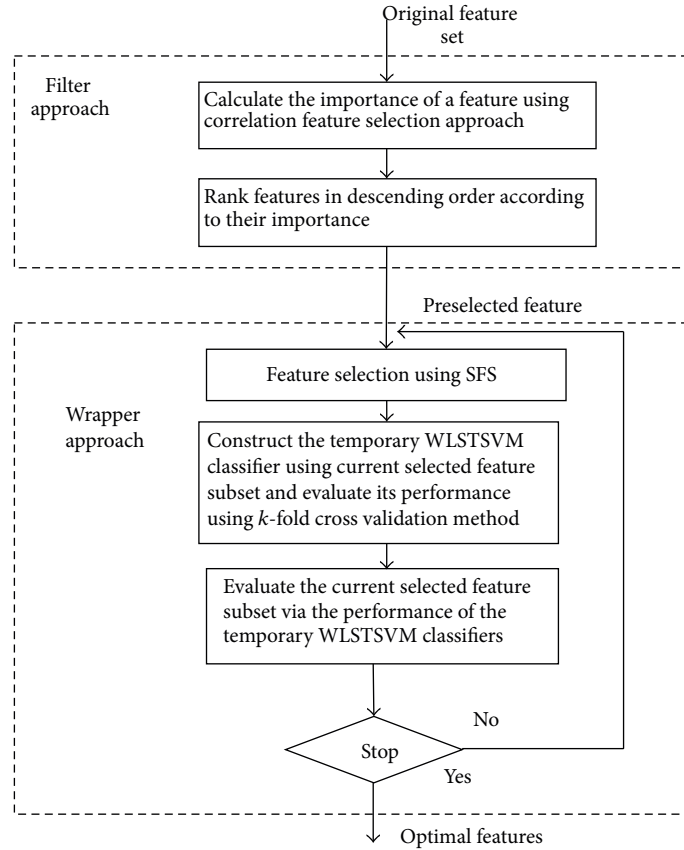 Original feature
set
Filter
approach
Calculate the importance of a feature using
correlation feature selection approach
Rank features in descending order according
to their importance
Preselected feature
Feature selection using SFS
Wrapper
approach
Construct the temporary WLSTSVM
classifier using current selected feature
subset and evaluate its performance
using k-fold cross validation method
Evaluate the current selected feature
subset via the performance of the
temporary WLSTSVM classifiers
No
Stop
Yes
Optimal features